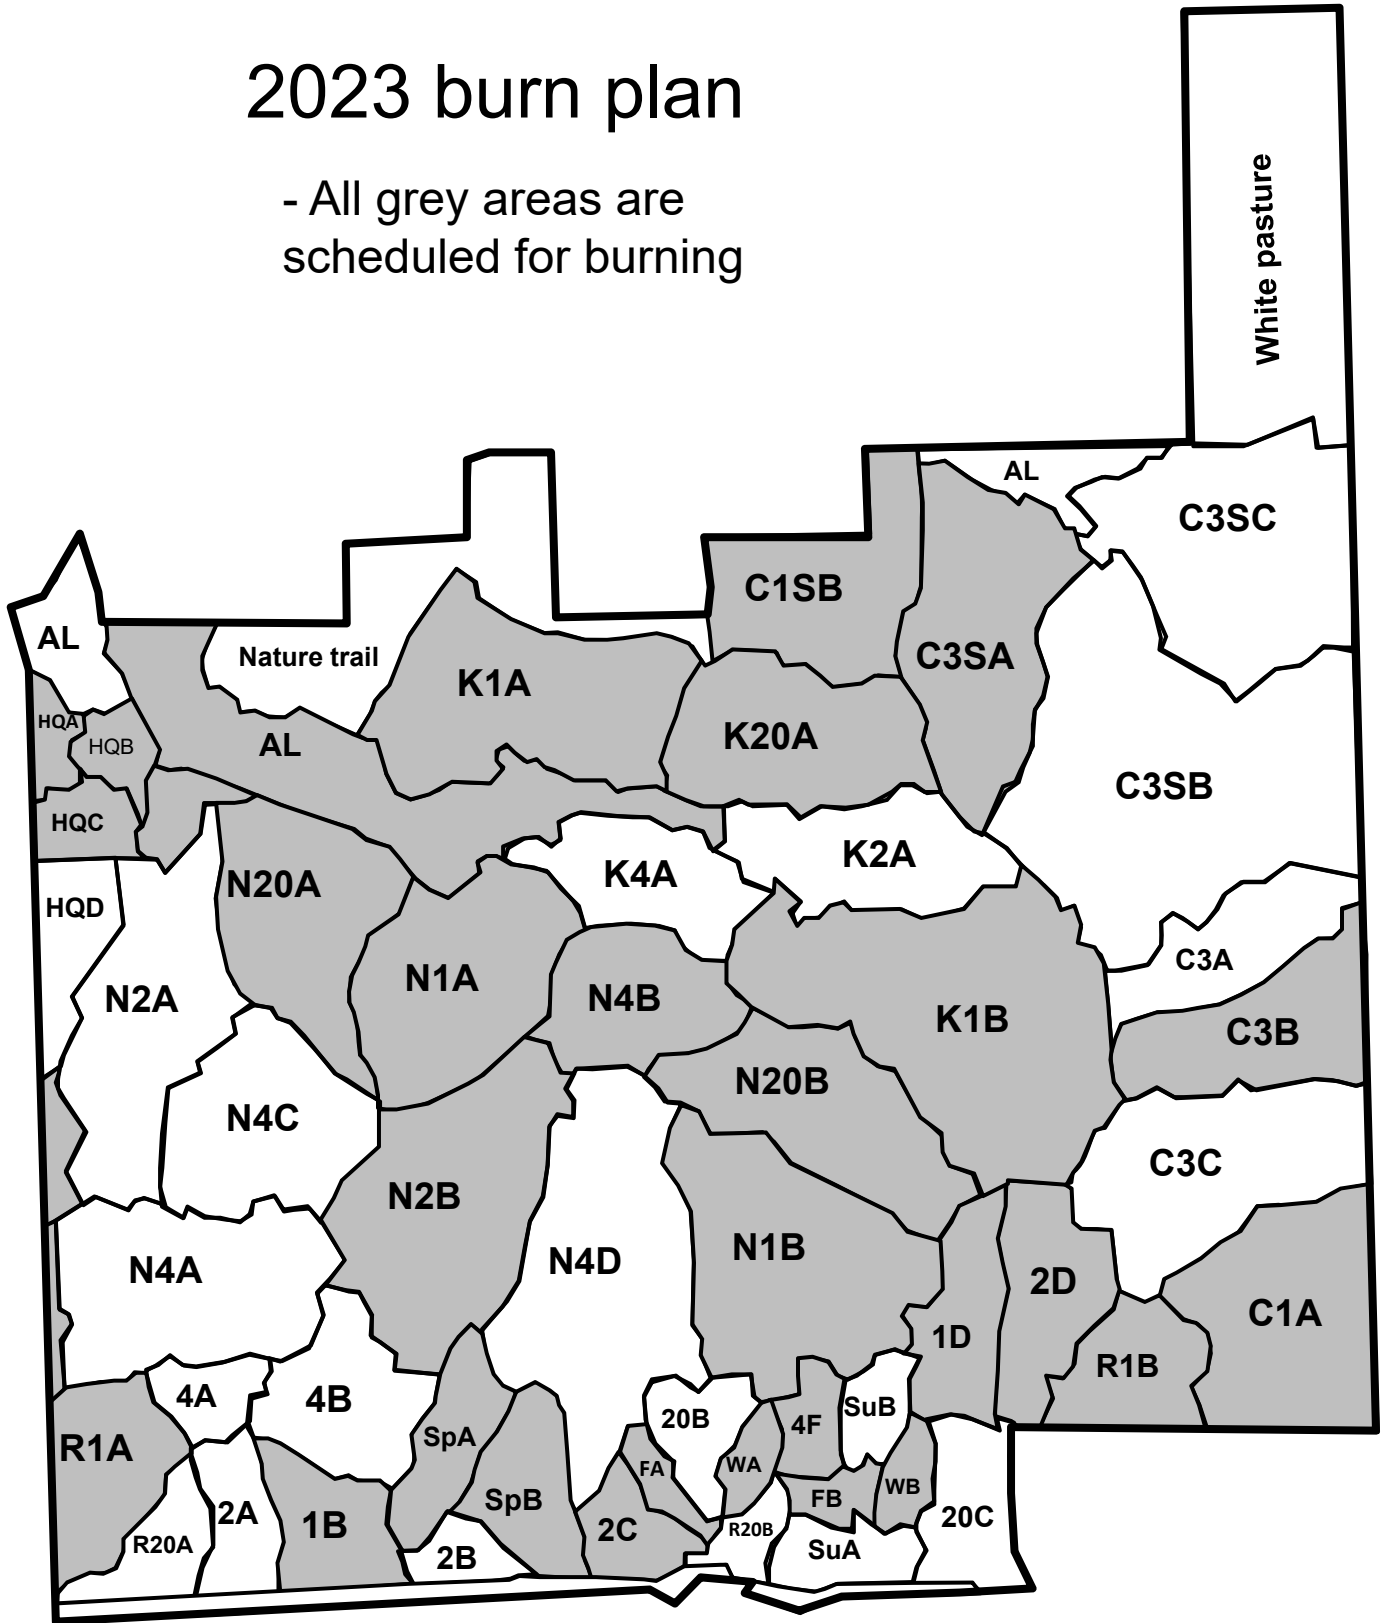 2023 burn plan
- All grey areas are
scheduled for burning
White pasture
AL
C3SC
C1SB
AL
Nature trail
C3SA
K1A
HQA
HQB
AL
K20A
C3SB
HQC
K2A
K4A
N20A
HQD
C3A
N1A
N2A
N4B
K1B
C3B
N20B
N4C
C3C
N2B
N1B
N4D
N4A
2D
C1A
1D
R1B
4A
4B
SuB
20B
4F
SpA
R1A
FA
WA
WB
SpB
FB
2A
1B
20C
2C
R20B
R20A
SuA
2B